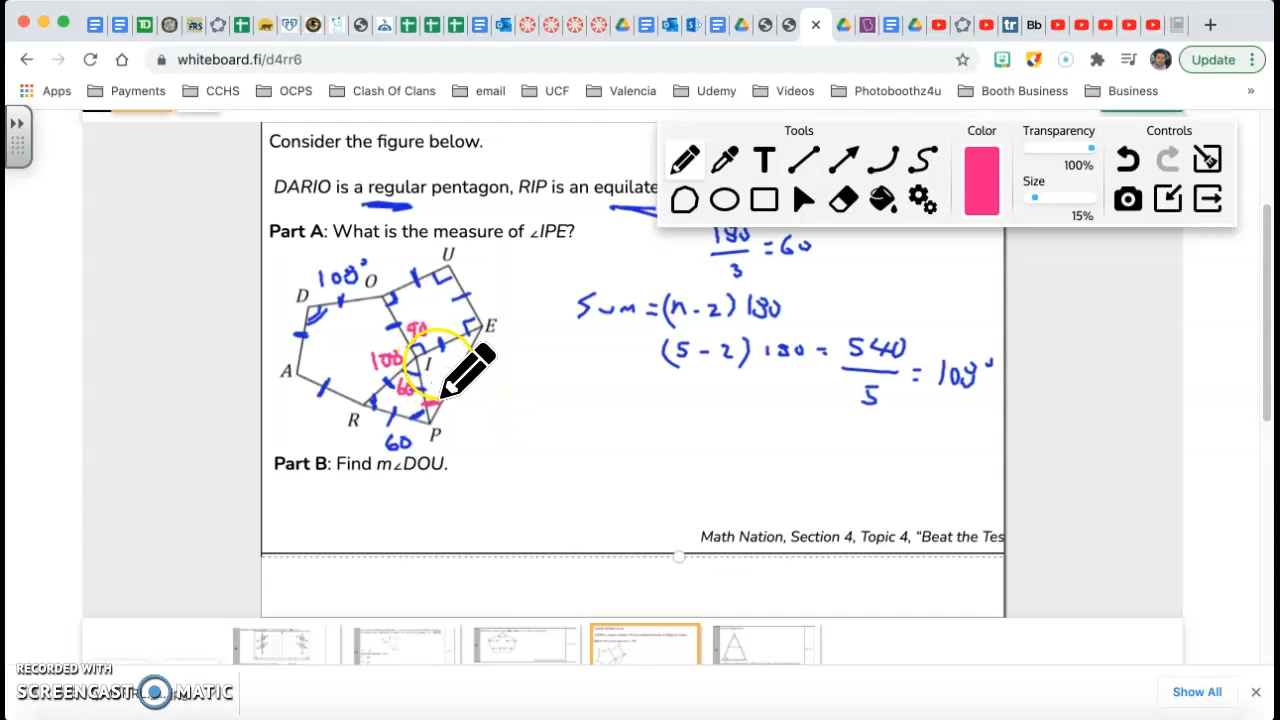 whiteboard.fi/d4rr6
Update
Apps
Payments
CCHS
OCPS
Clash Of Clans
email
UCF
Valencia
Udemy
Videos
Photoboothz4u
Booth Union
Business
»
Consider the figure below.
DARIO is a regular pentagon, RIP is an equilate
Tools
Color
Transparency
100%
Size
15%
Controls
Part A: What is the measure of ∠IPE?
180
3
= 60
108°
D
O
U
E
A
I
R
P
90
108
60
60
Sum = (n - 2) 180
(5 - 2) 180 = 540
5
= 108°
Part B: Find m∠DOU.
Math Nation, Section 4, Topic 4, “Beat the Tes
RECORDED WITH
SCREENCAST-O-MATIC
Show All